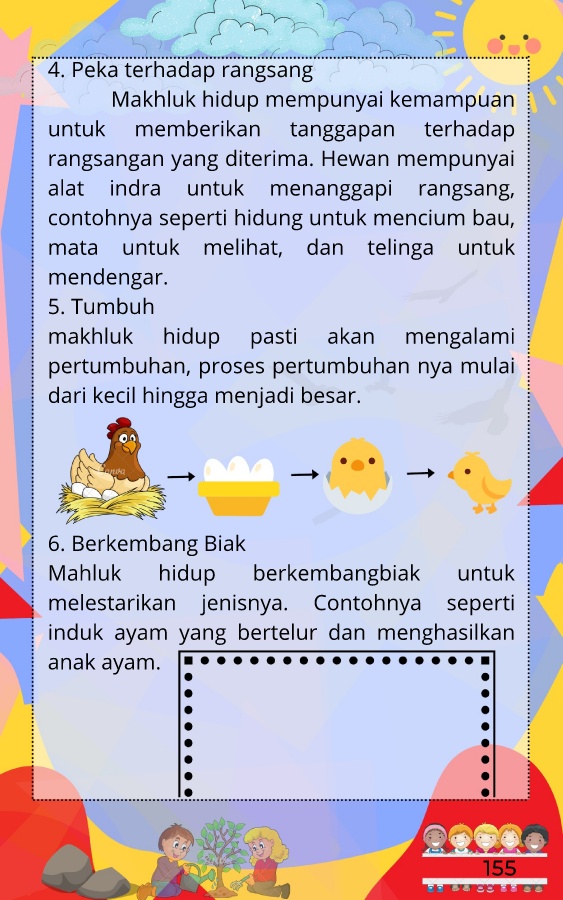 4. Peka terhadap rangsang
Makhluk hidup mempunyai kemampuan
untuk memberikan tanggapan terhadap
rangsangan yang diterima. Hewan mempunyai
alat indra untuk menanggapi rangsang,
contohnya seperti hidung untuk mencium bau,
mata untuk melihat, dan telinga untuk
mendengar.
5. Tumbuh
makhluk hidup pasti akan mengalami
pertumbuhan, proses pertumbuhan nya mulai
dari kecil hingga menjadi besar.
6. Berkembang Biak
Mahluk hidup berkembangbiak untuk
melestarikan jenisnya. Contohnya seperti
induk ayam yang bertelur dan menghasilkan
anak ayam.
155